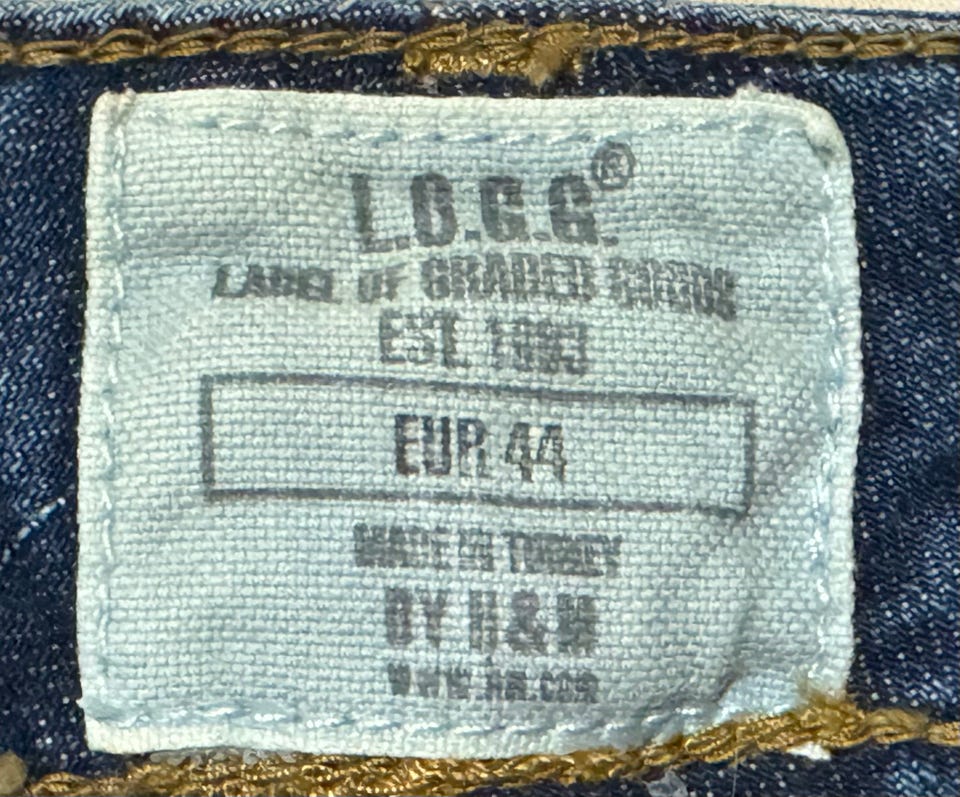 L.O.G.G.®
LABEL OF GRADED GOODS
EST. 1993
EUR 44
MADE IN TURKEY
BY H&M
www.hm.com